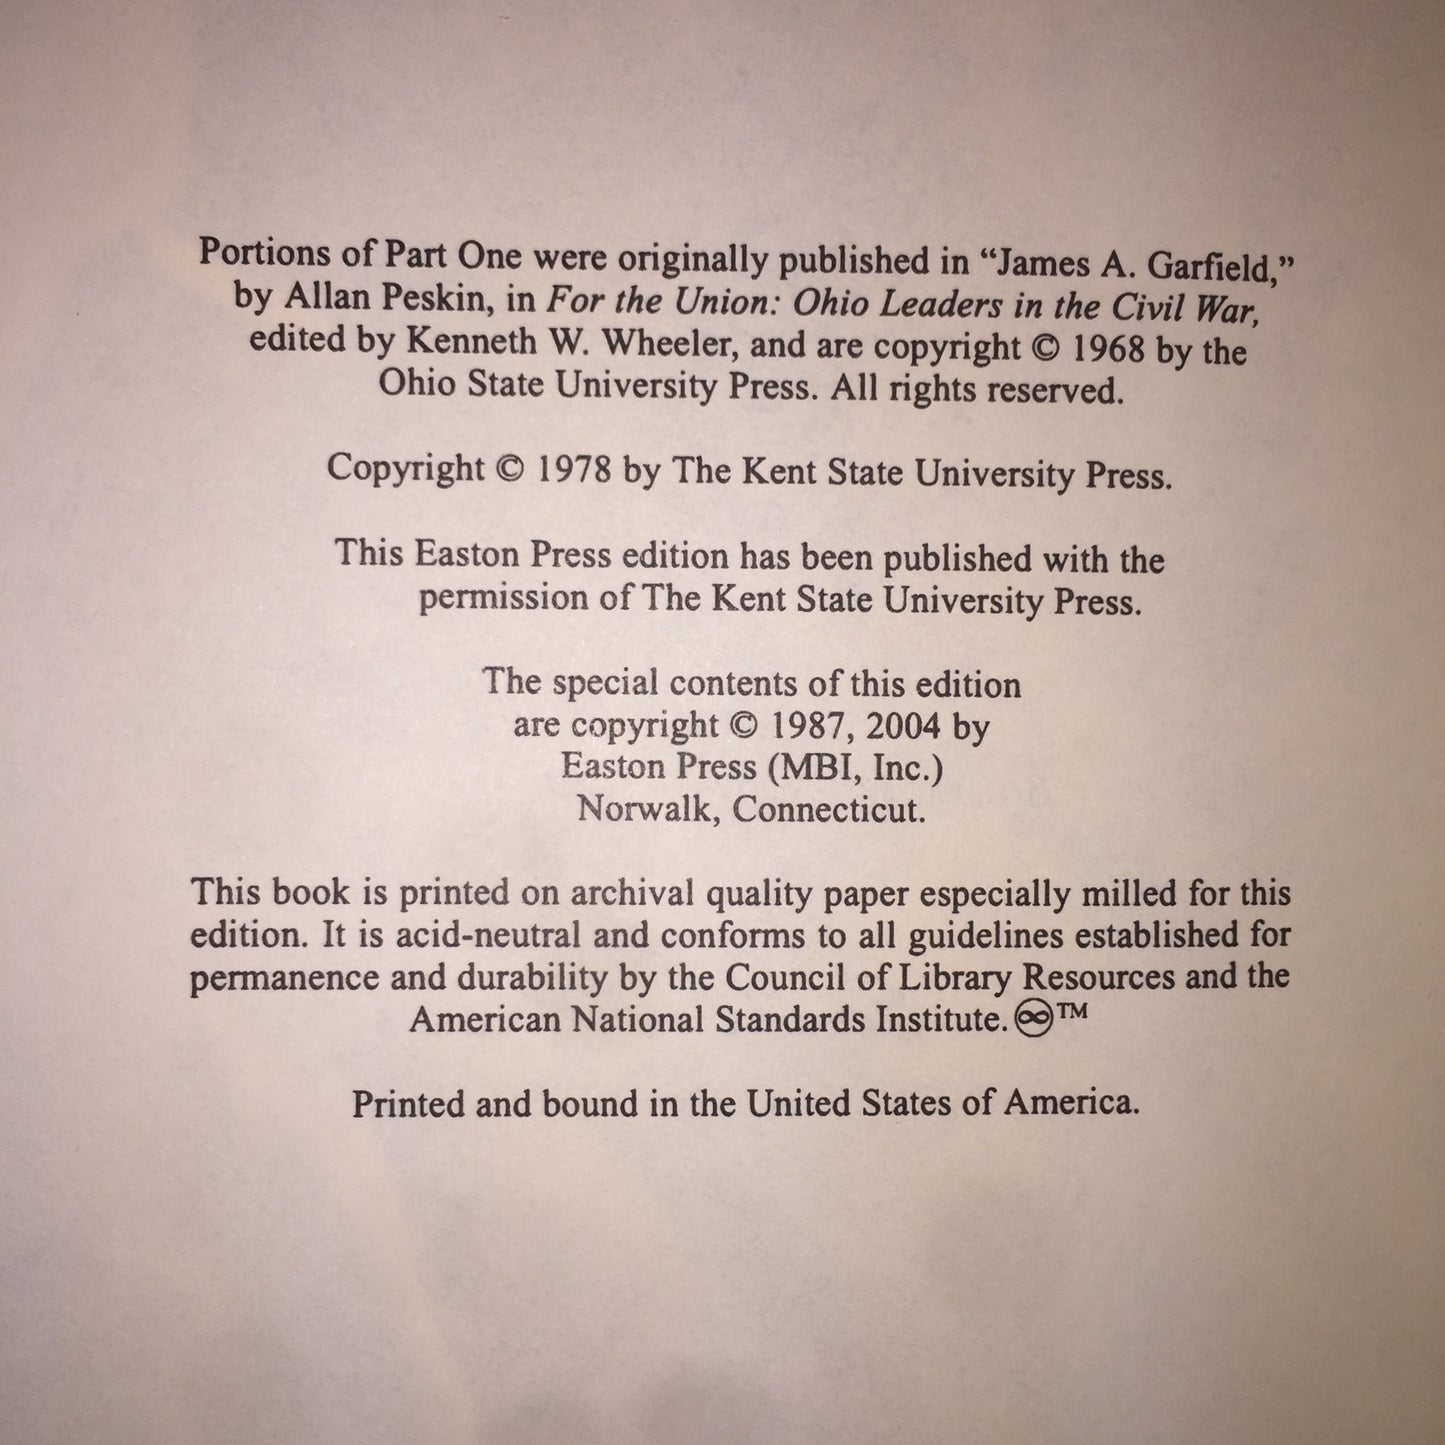 Portions of Part One were originally published in “James A. Garfield,”
by Allan Peskin, in For the Union: Ohio Leaders in the Civil War,
edited by Kenneth W. Wheeler, and are copyright © 1968 by the
Ohio State University Press. All rights reserved.
Copyright © 1978 by The Kent State University Press.
This Easton Press edition has been published with the
permission of The Kent State University Press.
The special contents of this edition
are copyright © 1987, 2004 by
Easton Press (MBI, Inc.)
Norwalk, Connecticut.
This book is printed on archival quality paper especially milled for this
edition. It is acid-neutral and conforms to all guidelines established for
permanence and durability by the Council of Library Resources and the
American National Standards Institute. ♾™
Printed and bound in the United States of America.